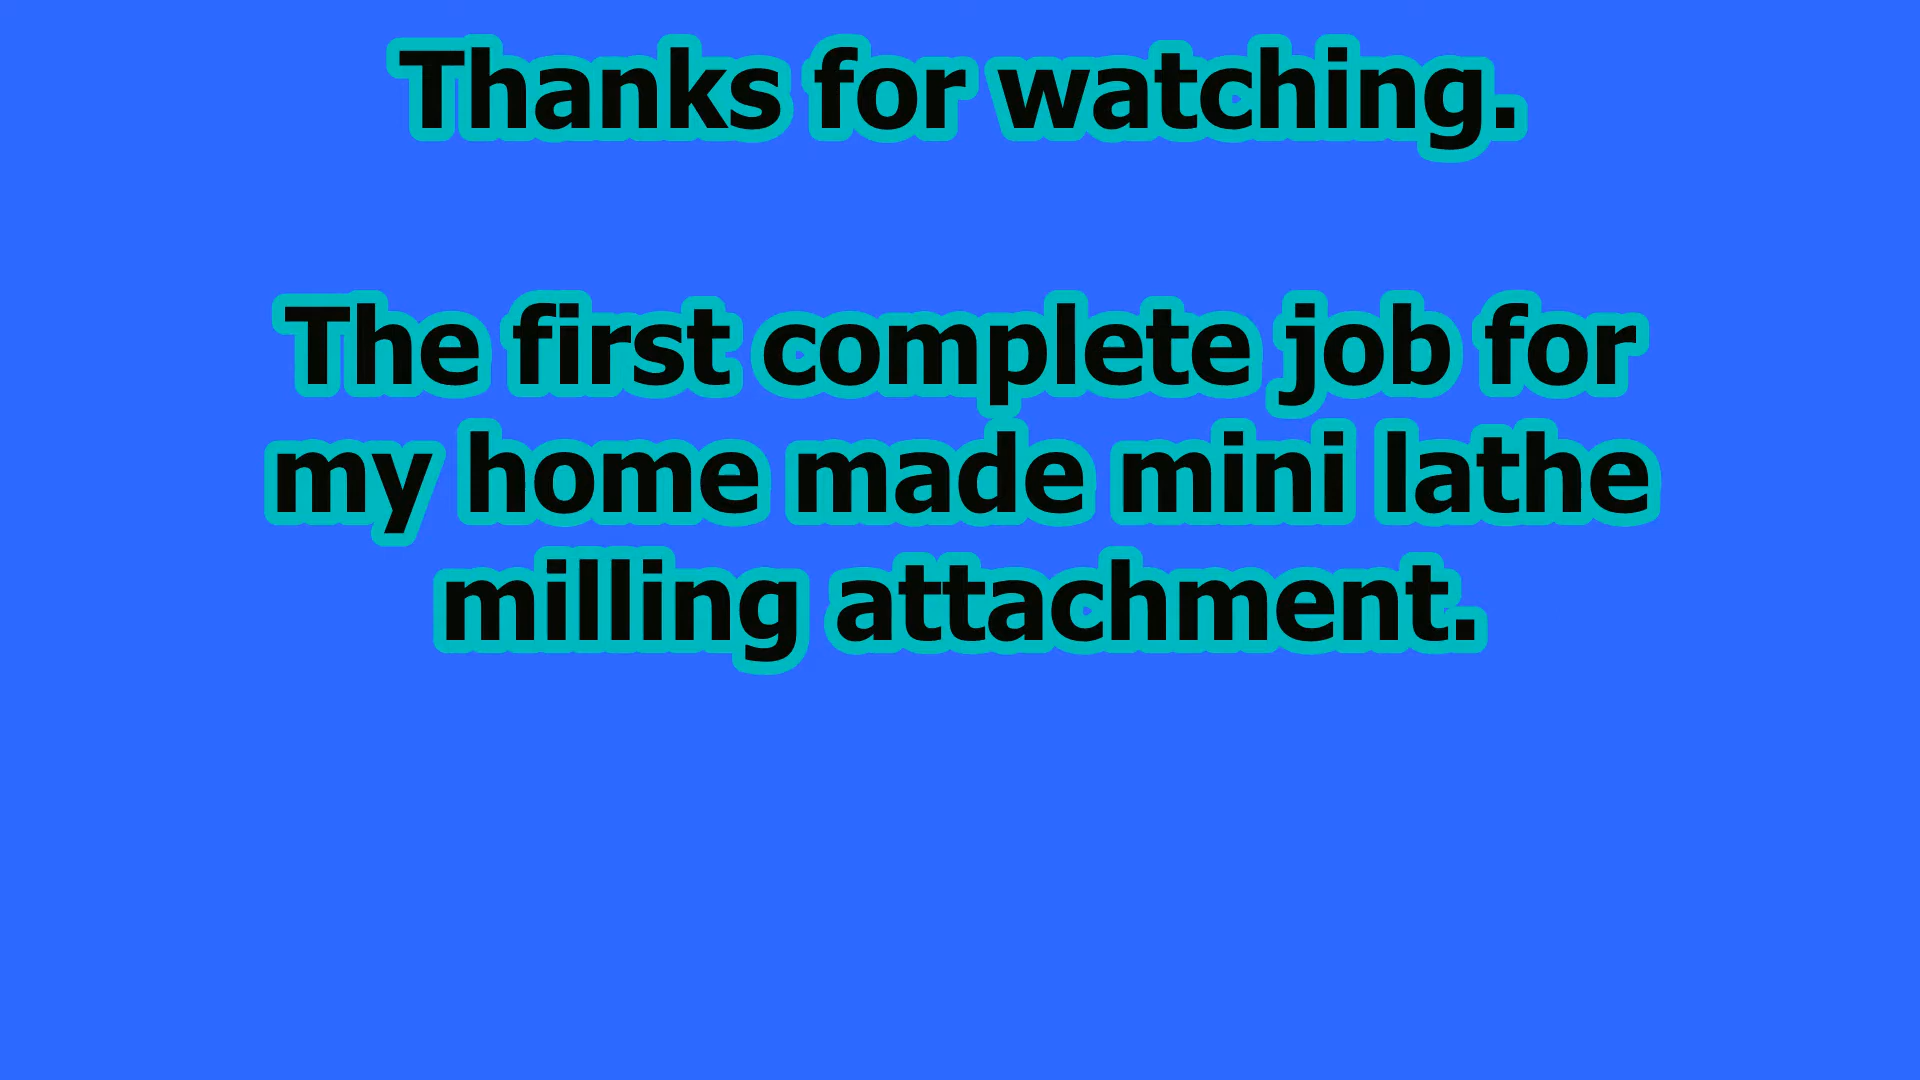 Thanks for watching.
The first complete job for
my home made mini lathe
milling attachment.